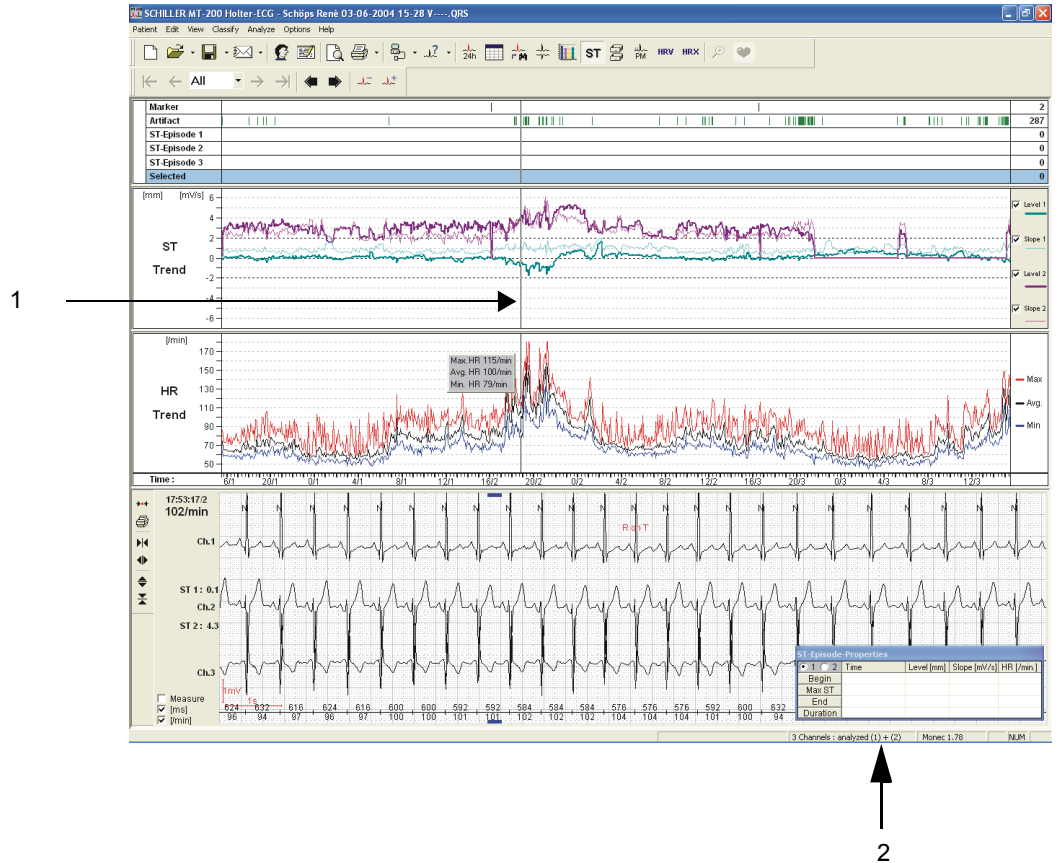 SCHILLER MT-200 Holter-ECG - Schöps Renè 03-06-2004 15-28 V----.QRS
Patient Edit View Classify Analyze Options Help
24h ST PM HRV HRX
All
Marker 2
Artifact 287
ST-Episode 1 0
ST-Episode 2 0
ST-Episode 3 0
Selected 0
[mm] [mV/s]
6
4
2
0
-2
-4
-6
ST
Trend
Level 1
Slope 1
Level 2
Slope 2
1
[/min]
170
150
130
110
90
70
50
HR
Trend
Max HR 115/min
Avg. HR 100/min
Min. HR 79/min
Max
Avg.
Min
Time : 16/1 20/1 0/1 4/1 8/1 12/1 16/2 20/2 0/2 4/2 8/2 12/2 16/3 20/3 0/3 4/3 8/3 12/3
17:53:17/2
102/min
N N N N N N N N N N N N N N N N N N N N N N N
R on T
Ch.1
ST 1 : 0.1
Ch.2
ST 2 : 4.3
Ch.3
1mV
1s
Measure
[ms] 624 632 616 624 616 600 600 592 592 584 584 584 576 576 576 592 600 632
[/min] 96 94 97 96 97 100 100 101 101 102 102 102 104 104 104 101 100 94
ST-Episode-Properties
1 2 Time Level [mm] Slope [mV/s] HR [/min.]
Begin
Max ST
End
Duration
3 Channels : analyzed (1) + (2) Monec 1.78 NUM
2